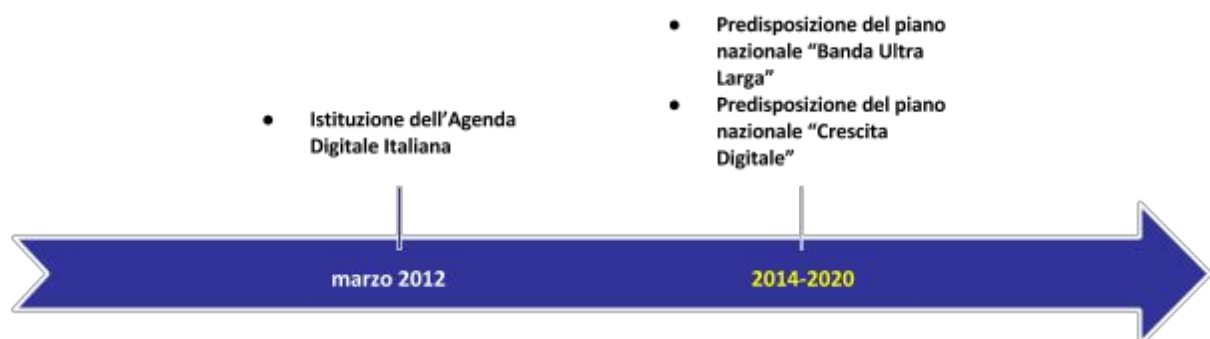 ● Istituzione dell’Agenda
Digitale Italiana
● Predisposizione del piano
nazionale “Banda Ultra
Larga”
● Predisposizione del piano
nazionale “Crescita
Digitale”
marzo 2012
2014-2020